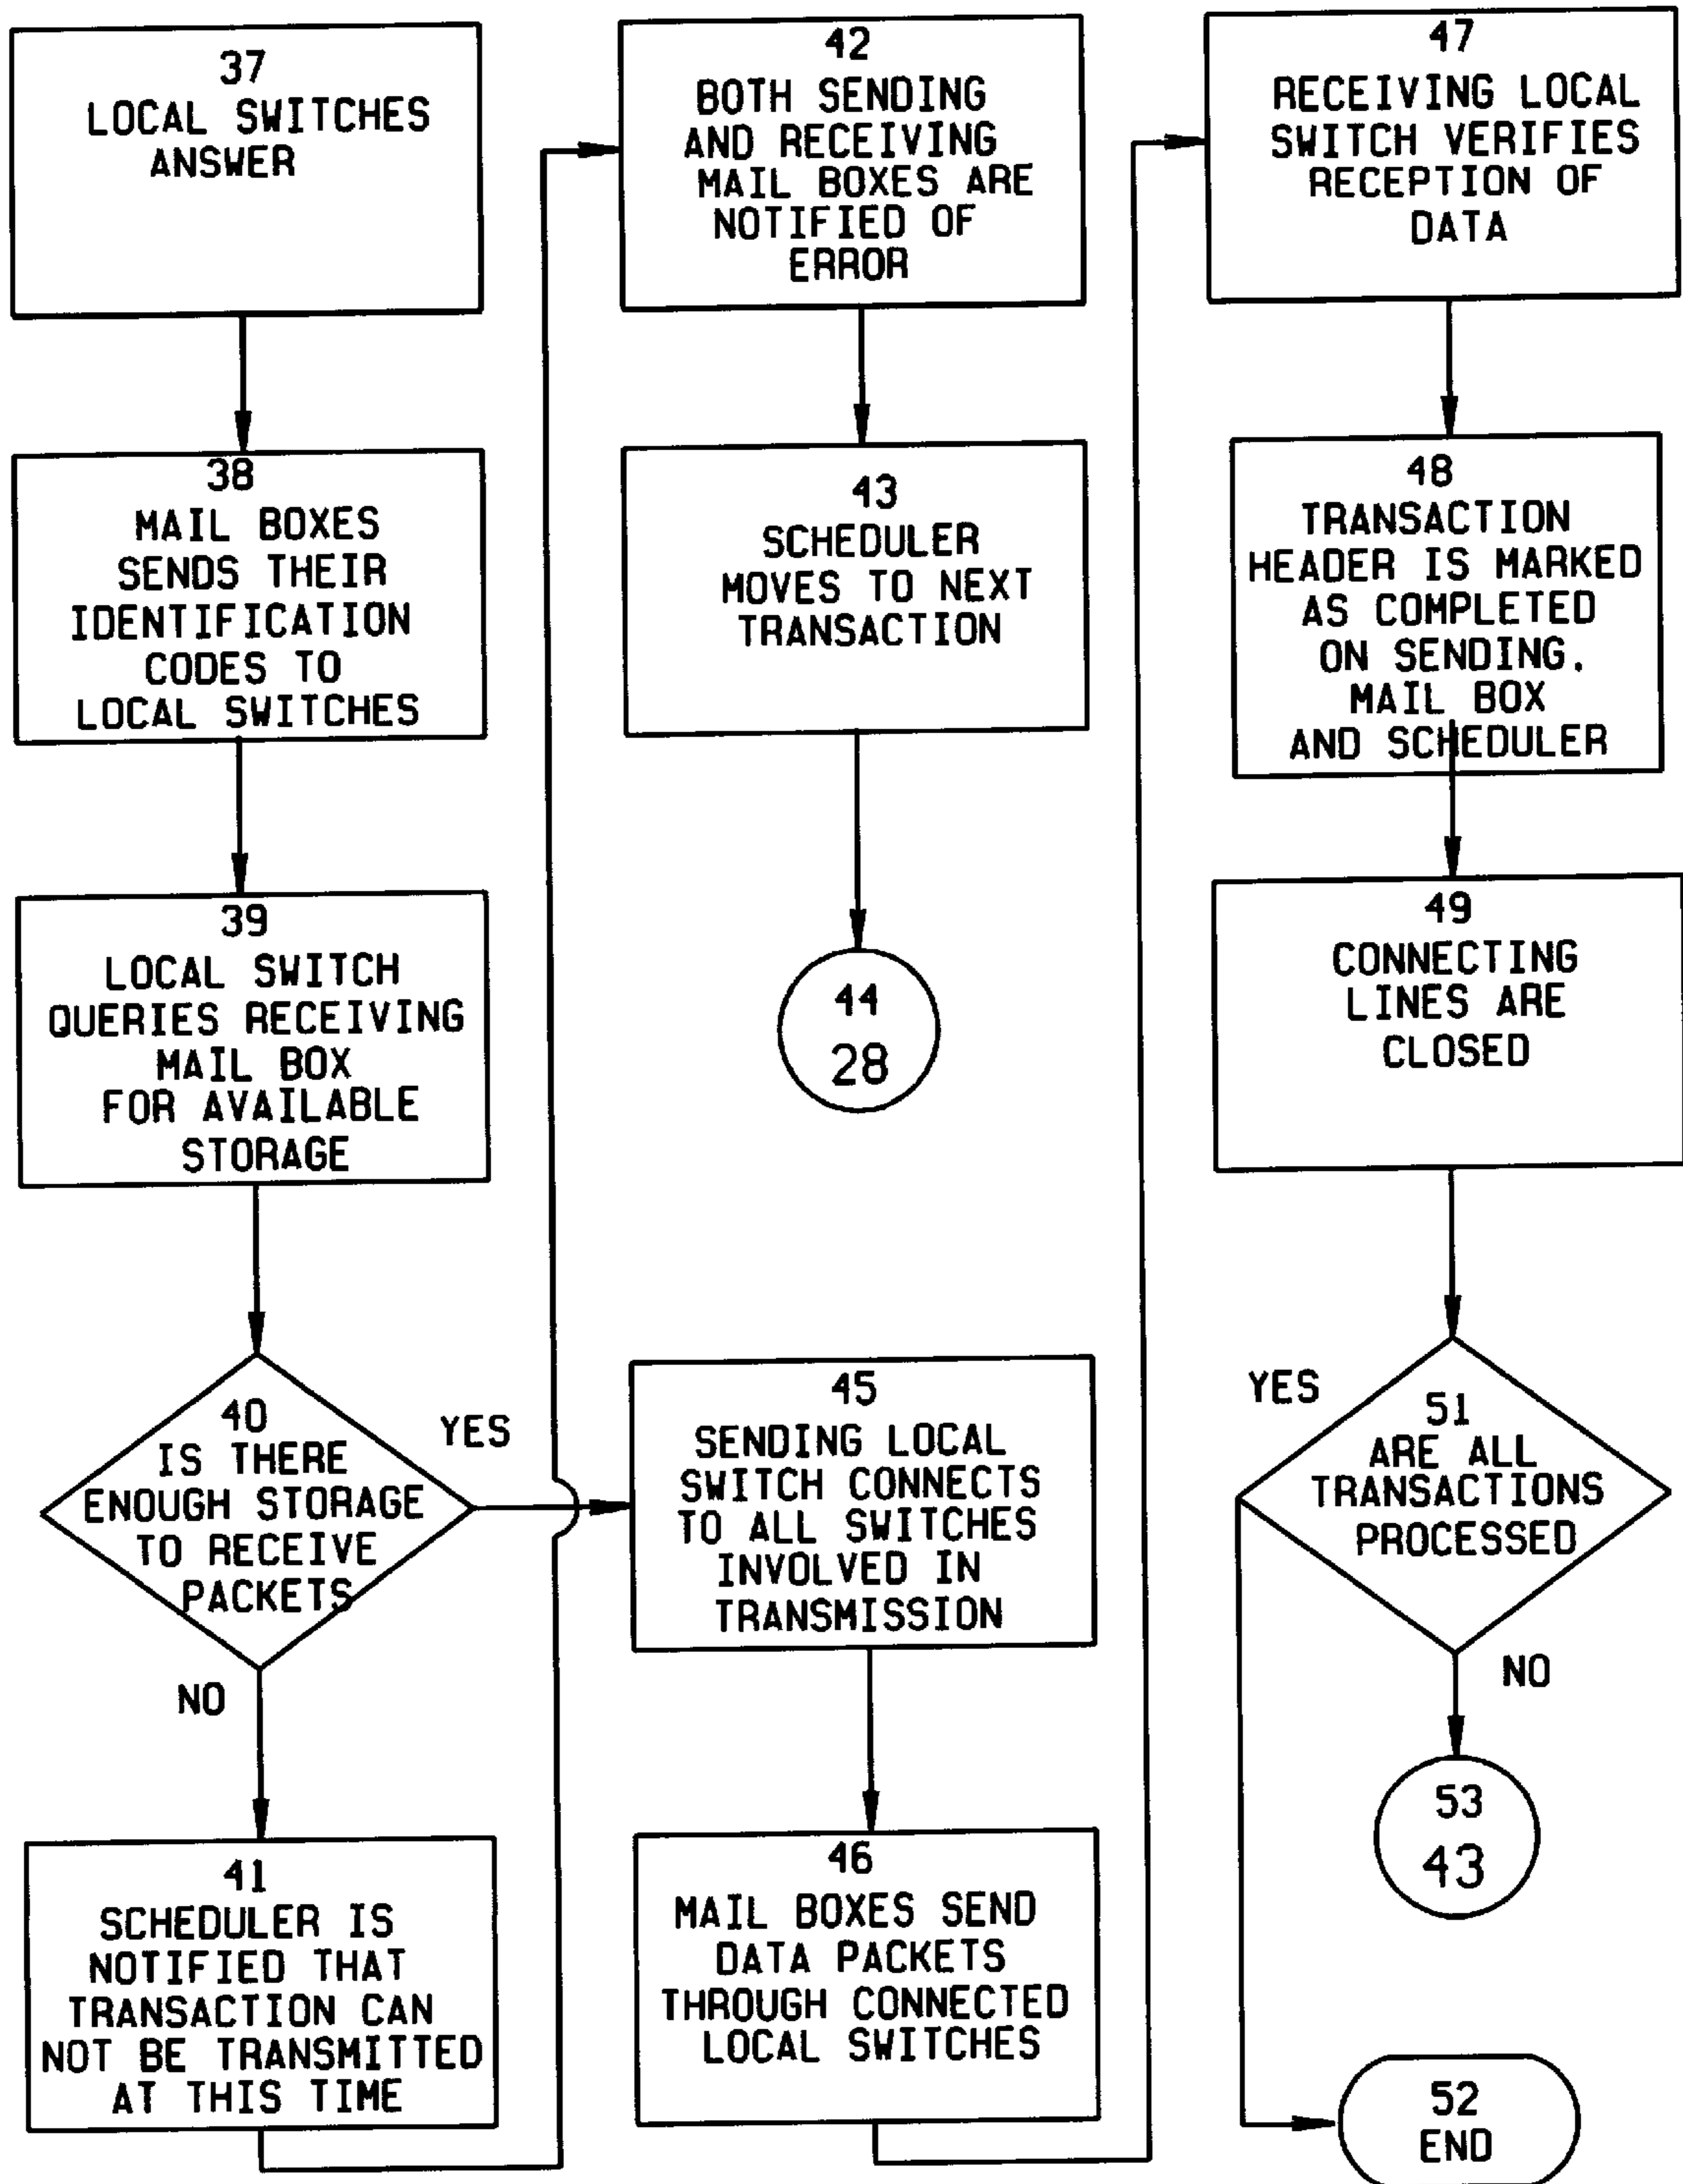 37
LOCAL SWITCHES
ANSWER
38
MAIL BOXES
SENDS THEIR
IDENTIFICATION
CODES TO
LOCAL SWITCHES
39
LOCAL SWITCH
QUERIES RECEIVING
MAIL BOX
FOR AVAILABLE
STORAGE
40
IS THERE
ENOUGH STORAGE
TO RECEIVE
PACKETS
YES
NO
41
SCHEDULER IS
NOTIFIED THAT
TRANSACTION CAN
NOT BE TRANSMITTED
AT THIS TIME
42
BOTH SENDING
AND RECEIVING
MAIL BOXES ARE
NOTIFIED OF
ERROR
43
SCHEDULER
MOVES TO NEXT
TRANSACTION
44
28
45
SENDING LOCAL
SWITCH CONNECTS
TO ALL SWITCHES
INVOLVED IN
TRANSMISSION
46
MAIL BOXES SEND
DATA PACKETS
THROUGH CONNECTED
LOCAL SWITCHES
47
RECEIVING LOCAL
SWITCH VERIFIES
RECEPTION OF
DATA
48
TRANSACTION
HEADER IS MARKED
AS COMPLETED
ON SENDING.
MAIL BOX
AND SCHEDULER
49
CONNECTING
LINES ARE
CLOSED
YES
51
ARE ALL
TRANSACTIONS
PROCESSED
NO
53
43
52
END